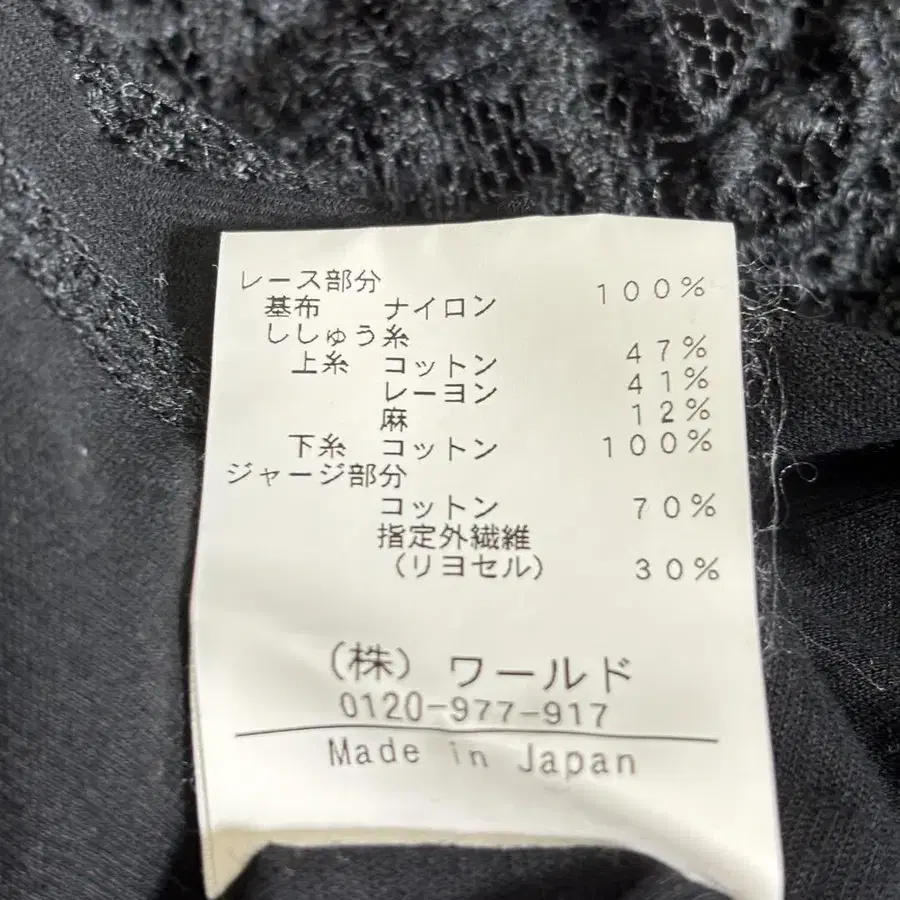 レース部分
基布 ナイロン 100%
ししゅう糸
上糸 コットン 47%
レーヨン 41%
麻 12%
下糸 コットン 100%
ジャージ部分
コットン 70%
指定外繊維
(リヨセル) 30%
(株)ワールド
0120-977-917
Made in Japan